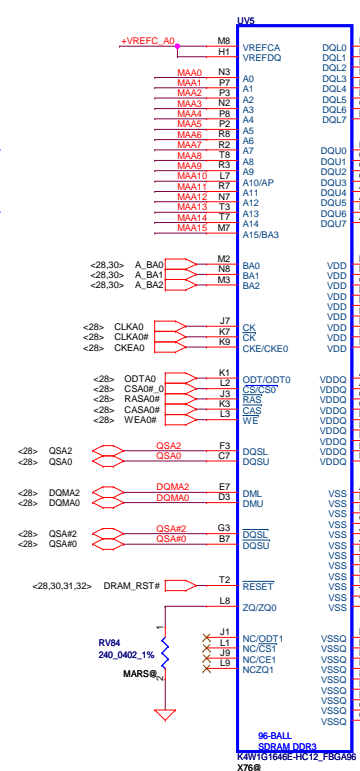 UV5
+VREFC_A0 M8 VREFCA DQL0
H1 VREFDQ DQL1
DQL2
MAA0 N3 A0 DQL3
MAA1 P7 A1 DQL4
MAA2 P3 A2 DQL5
MAA3 N2 A3 DQL6
MAA4 P8 A4 DQL7
MAA5 P2 A5
MAA6 R8 A6
MAA7 R2 A7 DQU0
MAA8 T8 A8 DQU1
MAA9 R3 A9 DQU2
MAA10 L7 A10/AP DQU3
MAA11 R7 A11 DQU4
MAA12 N7 A12 DQU5
MAA13 T3 A13 DQU6
MAA14 T7 A14 DQU7
MAA15 M7 A15/BA3
<28,30> A_BA0 M2 BA0 VDD
<28,30> A_BA1 N8 BA1 VDD
<28,30> A_BA2 M3 BA2 VDD
VDD
VDD
VDD
<28> CLKA0 J7 CK VDD
<28> CLKA0# K7 CK VDD
<28> CKEA0 K9 CKE/CKE0 VDD
<28> ODTA0 K1 ODT/ODT0 VDDQ
<28> CSA0#_0 L2 CS/CS0 VDDQ
<28> RASA0# J3 RAS VDDQ
<28> CASA0# K3 CAS VDDQ
<28> WEA0# L3 WE VDDQ
VDDQ
VDDQ
<28> QSA2 QSA2 F3 DQSL VDDQ
<28> QSA0 QSA0 C7 DQSU VDDQ
<28> DQMA2 DQMA2 E7 DML VSS
<28> DQMA0 DQMA0 D3 DMU VSS
VSS
VSS
<28> QSA#2 QSA#2 G3 DQSL VSS
<28> QSA#0 QSA#0 B7 DQSU VSS
VSS
VSS
VSS
<28,30,31,32> DRAM_RST# T2 RESET VSS
VSS
L8 ZQ/ZQ0 VSS
J1 NC/ODT1 VSSQ
L1 NC/CS1 VSSQ
J9 NC/CE1 VSSQ
L9 NCZQ1 VSSQ
VSSQ
VSSQ
VSSQ
VSSQ
VSSQ
1
RV84
240_0402_1%
MARS@
2
96-BALL
SDRAM DDR3
K4W1G1646E-HC12_FBGA96
X76@